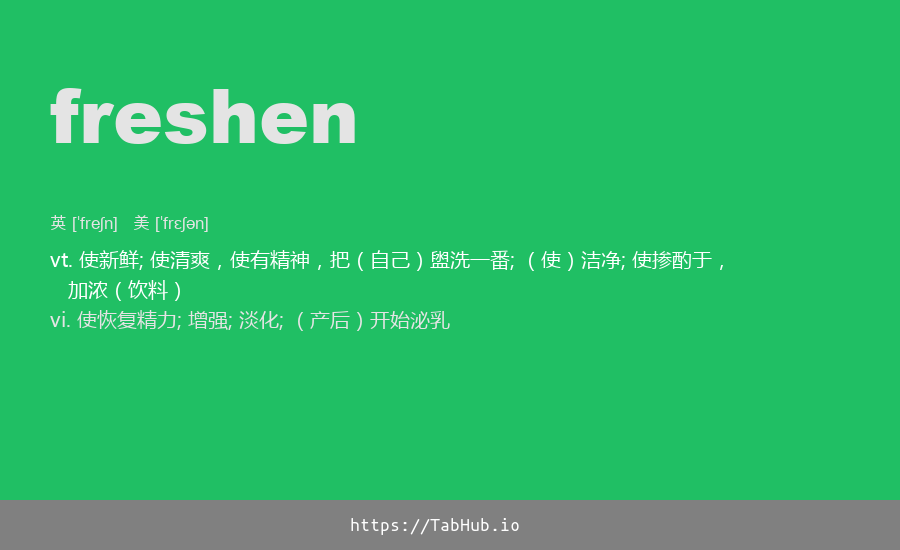 freshen
英 [ˈfreʃn] 美 [ˈfrɛʃən]
vt. 使新鲜; 使清爽，使有精神，把（自己）盥洗一番; （使）洁净; 使掺酌于，
加浓（饮料）
vi. 使恢复精力; 增强; 淡化; （产后）开始泌乳
https://TabHub.io